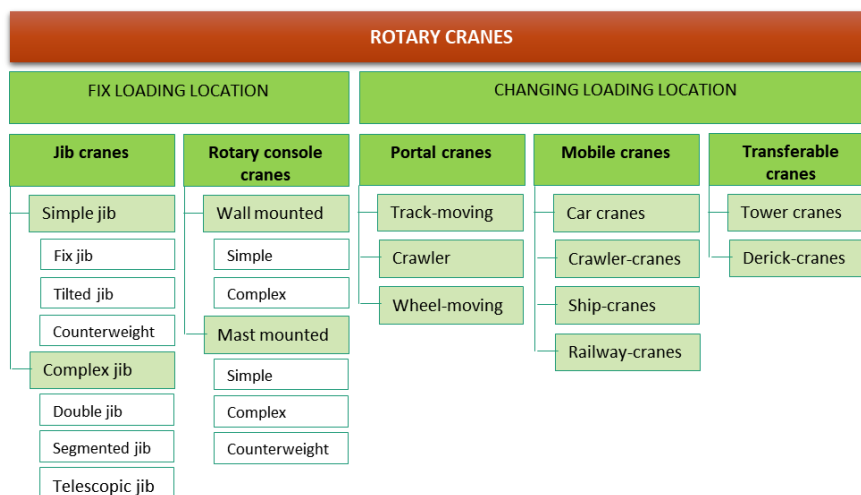 ROTARY CRANES
FIX LOADING LOCATION
CHANGING LOADING LOCATION
Jib cranes
Simple jib
Fix jib
Tilted jib
Counterweight
Complex jib
Double jib
Segmented jib
Telescopic jib
Rotary console
cranes
Wall mounted
Simple
Complex
Mast mounted
Simple
Complex
Counterweight
Portal cranes
Track-moving
Crawler
Wheel-moving
Mobile cranes
Car cranes
Crawler-cranes
Ship-cranes
Railway-cranes
Transferable
cranes
Tower cranes
Derick-cranes